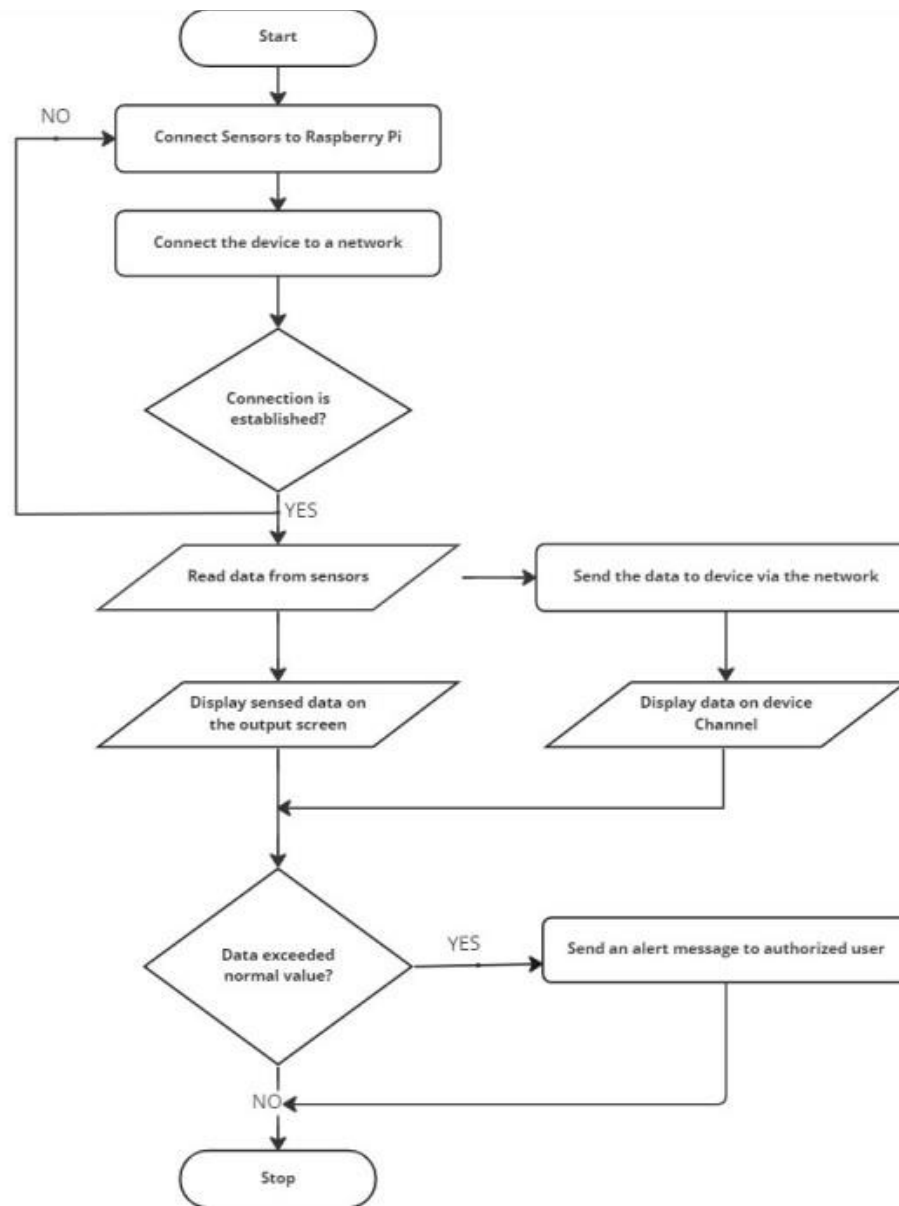 Start
NO
Connect Sensors to Raspberry Pi
Connect the device to a network
Connection is
established?
YES
Read data from sensors
Send the data to device via the network
Display sensed data on
the output screen
Display data on device
Channel
Data exceeded
normal value?
YES
Send an alert message to authorized user
NO
Stop